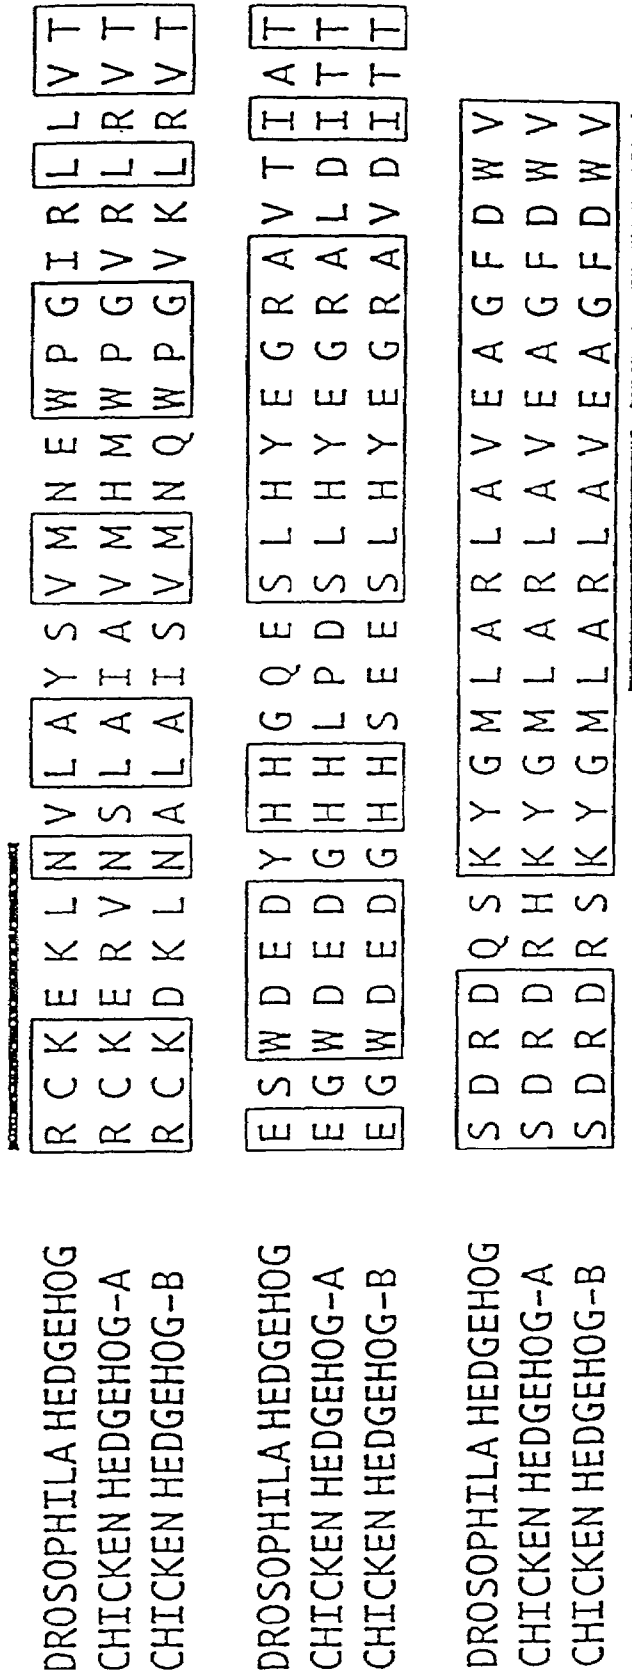 DROSOPHILA HEDGEHOG R C K E K L N V L A Y S V M N E W P G I R L L V T
CHICKEN HEDGEHOG-A R C K E R V N S L A I A V M H M W P G V R L R V T
CHICKEN HEDGEHOG-B R C K D K L N A L A I S V M N Q W P G V K L R V T
DROSOPHILA HEDGEHOG E S W D E D Y H H G Q E S L H Y E G R A V T I A T
CHICKEN HEDGEHOG-A E G W D E D G H H L P D S L H Y E G R A L D I T T
CHICKEN HEDGEHOG-B E G W D E D G H H S E E S L H Y E G R A V D I T T
DROSOPHILA HEDGEHOG S D R D Q S K Y G M L A R L A V E A G F D W V
CHICKEN HEDGEHOG-A S D R D R H K Y G M L A R L A V E A G F D W V
CHICKEN HEDGEHOG-B S D R D R S K Y G M L A R L A V E A G F D W V